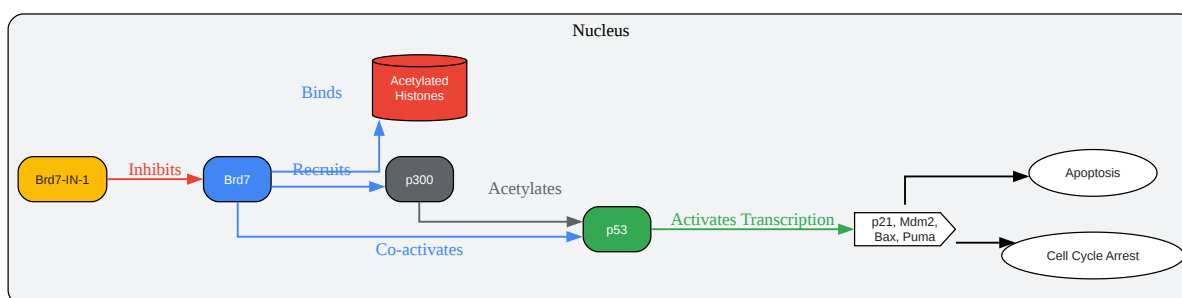 Nucleus
Acetylated
Histones
Binds
Brd7-IN-1
Inhibits
Brd7
Recruits
p300
Acetylates
Co-activates
p53
Activates Transcription
p21, Mdm2,
Bax, Puma
Apoptosis
Cell Cycle Arrest